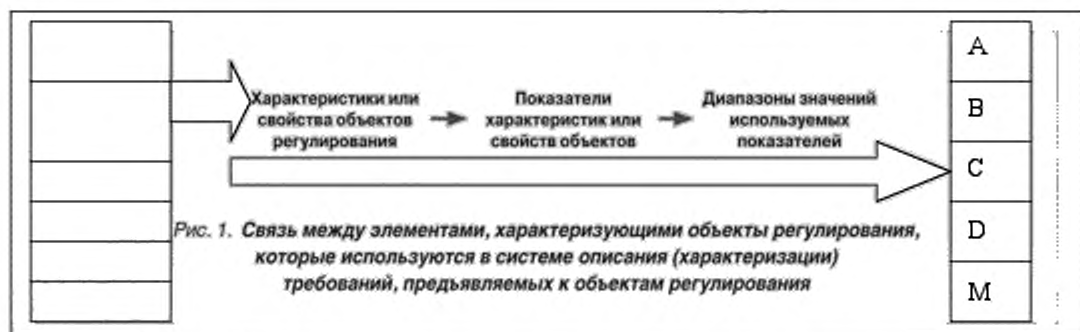 Характеристики или
свойства объектов
регулирования
Показатели
характеристик или
свойств объектов
Диапазоны значений
используемых
показателей
A
B
C
D
M
Рис. 1. Связь между элементами, характеризующими объекты регулирования,
которые используются в системе описания (характеризации)
требований, предъявляемых к объектам регулирования